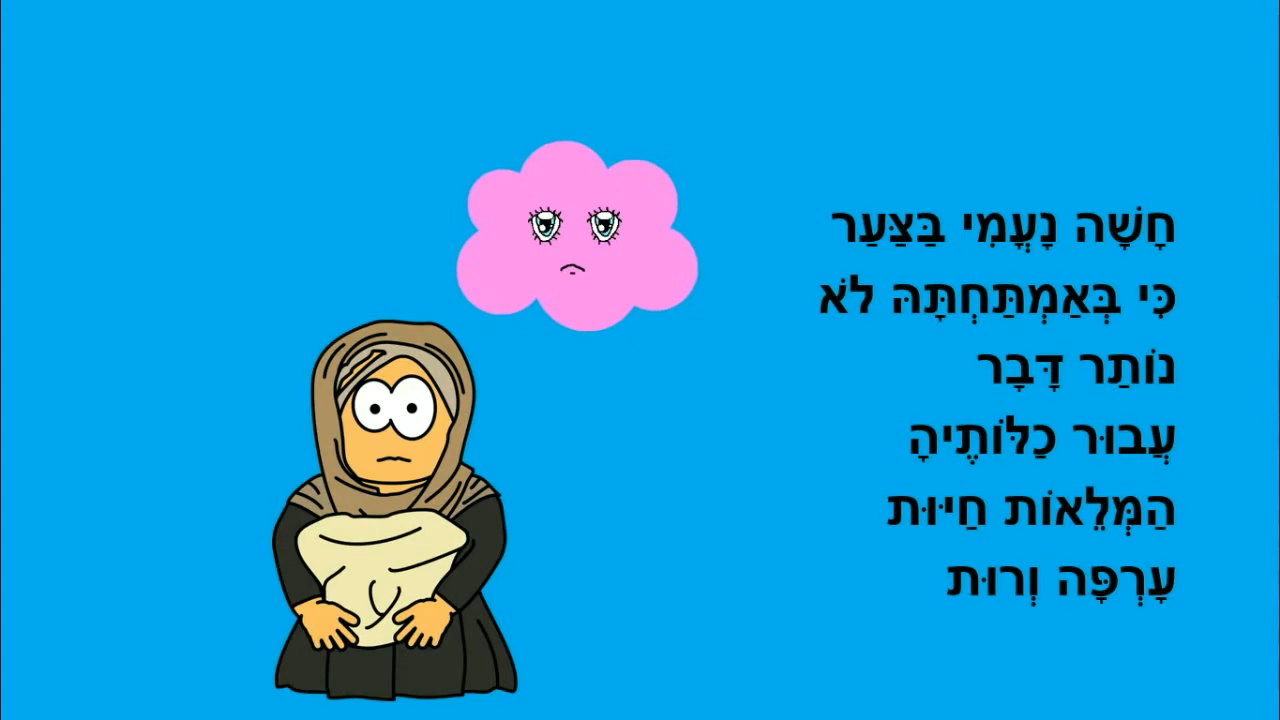 חָשָׁה נָעֳמִי בַּצַּעַר
כִּי בְּאַמְתַּחְתָּהּ לֹא
נוֹתַר דָּבָר
עֲבוּר כַּלּוֹתֶיהָ
הַמְּלֵאוֹת חַיּוּת
עָרְפָּה וְרוּת